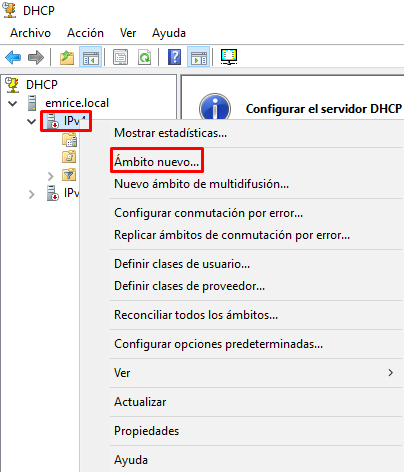 DHCP
Archivo Acción Ver Ayuda
DHCP
emrice.local
Configurar el servidor DHCP
Mostrar estadísticas...
Ámbito nuevo...
Nuevo ámbito de multidifusión...
Configurar conmutación por error...
Replicar ámbitos de conmutación por error...
Definir clases de usuario...
Definir clases de proveedor...
Reconciliar todos los ámbitos...
Configurar opciones predeterminadas...
Ver
Actualizar
Propiedades
Ayuda